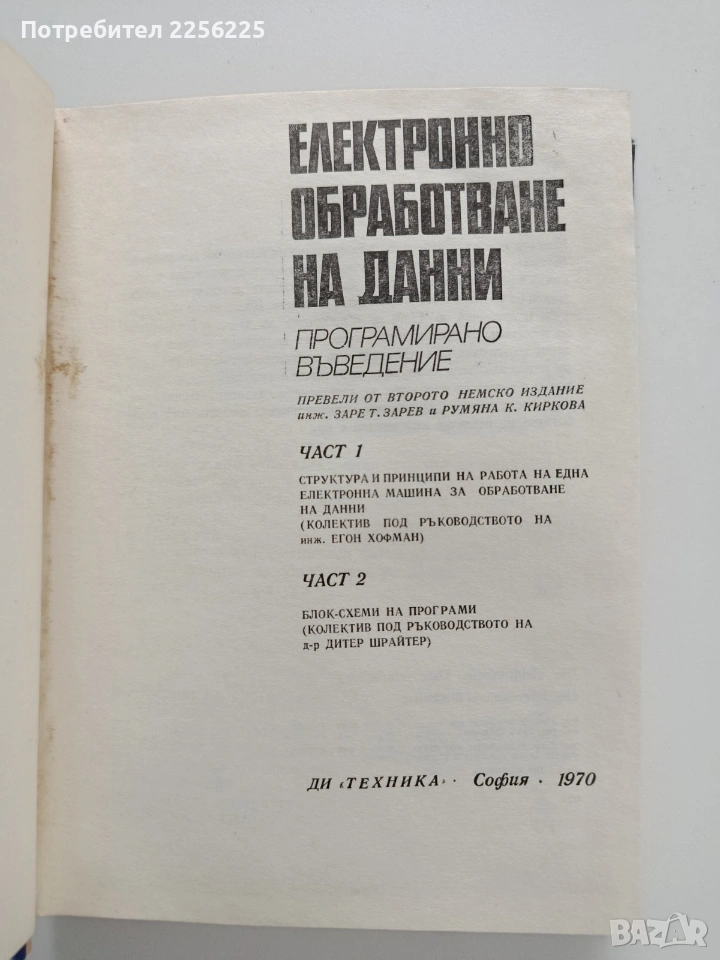 Потребител 2256225
ЕЛЕКТРОННО
ОБРАБОТВАНЕ
НА ДАННИ
ПРОГРАМИРАНО
ВЪВЕДЕНИЕ
ПРЕВЕЛИ ОТ ВТОРОТО НЕМСКО ИЗДАНИЕ
инж. ЗАРЕ Т. ЗАРЕВ и РУМЯНА К. КИРКОВА
ЧАСТ 1
СТРУКТУРА И ПРИНЦИПИ НА РАБОТА НА ЕДНА
ЕЛЕКТРОННА МАШИНА ЗА ОБРАБОТВАНЕ
НА ДАННИ
(КОЛЕКТИВ ПОД РЪКОВОДСТВОТО НА
инж. ЕГОН ХОФМАН)
ЧАСТ 2
БЛОК-СХЕМИ НА ПРОГРАМИ
(КОЛЕКТИВ ПОД РЪКОВОДСТВОТО НА
д-р ДИТЕР ШРАЙТЕР)
ДИ «ТЕХНИКА» · София · 1970
BAZAR